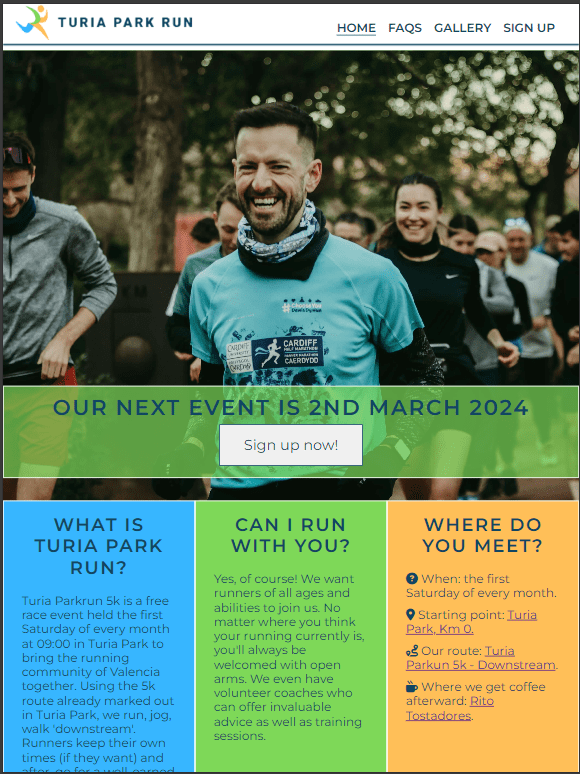 TURIA PARK RUN
HOME FAQS GALLERY SIGN UP
CARDIFF
HALF MARATHON
HANNER MARATHON
CAERDYDD
OUR NEXT EVENT IS 2ND MARCH 2024
Sign up now!
WHAT IS
TURIA PARK
RUN?
Turia Parkrun 5k is a free
race event held the first
Saturday of every month
at 09:00 in Turia Park to
bring the running
community of Valencia
together. Using the 5k
route already marked out
in Turia Park, we run, jog,
walk 'downstream'.
Runners keep their own
times (if they want) and
after, go for a well-earned
CAN I RUN
WITH YOU?
Yes, of course! We want
runners of all ages and
abilities to join us. No
matter where you think
your running currently is,
you'll always be
welcomed with open
arms. We even have
volunteer coaches who
can offer invaluable
advice as well as training
sessions.
WHERE DO
YOU MEET?
When: the first
Saturday of every month.
Starting point: Turia
Park, Km 0.
Our route: Turia
Parkun 5k - Downstream.
Where we get coffee
afterward: Rito
Tostadores.